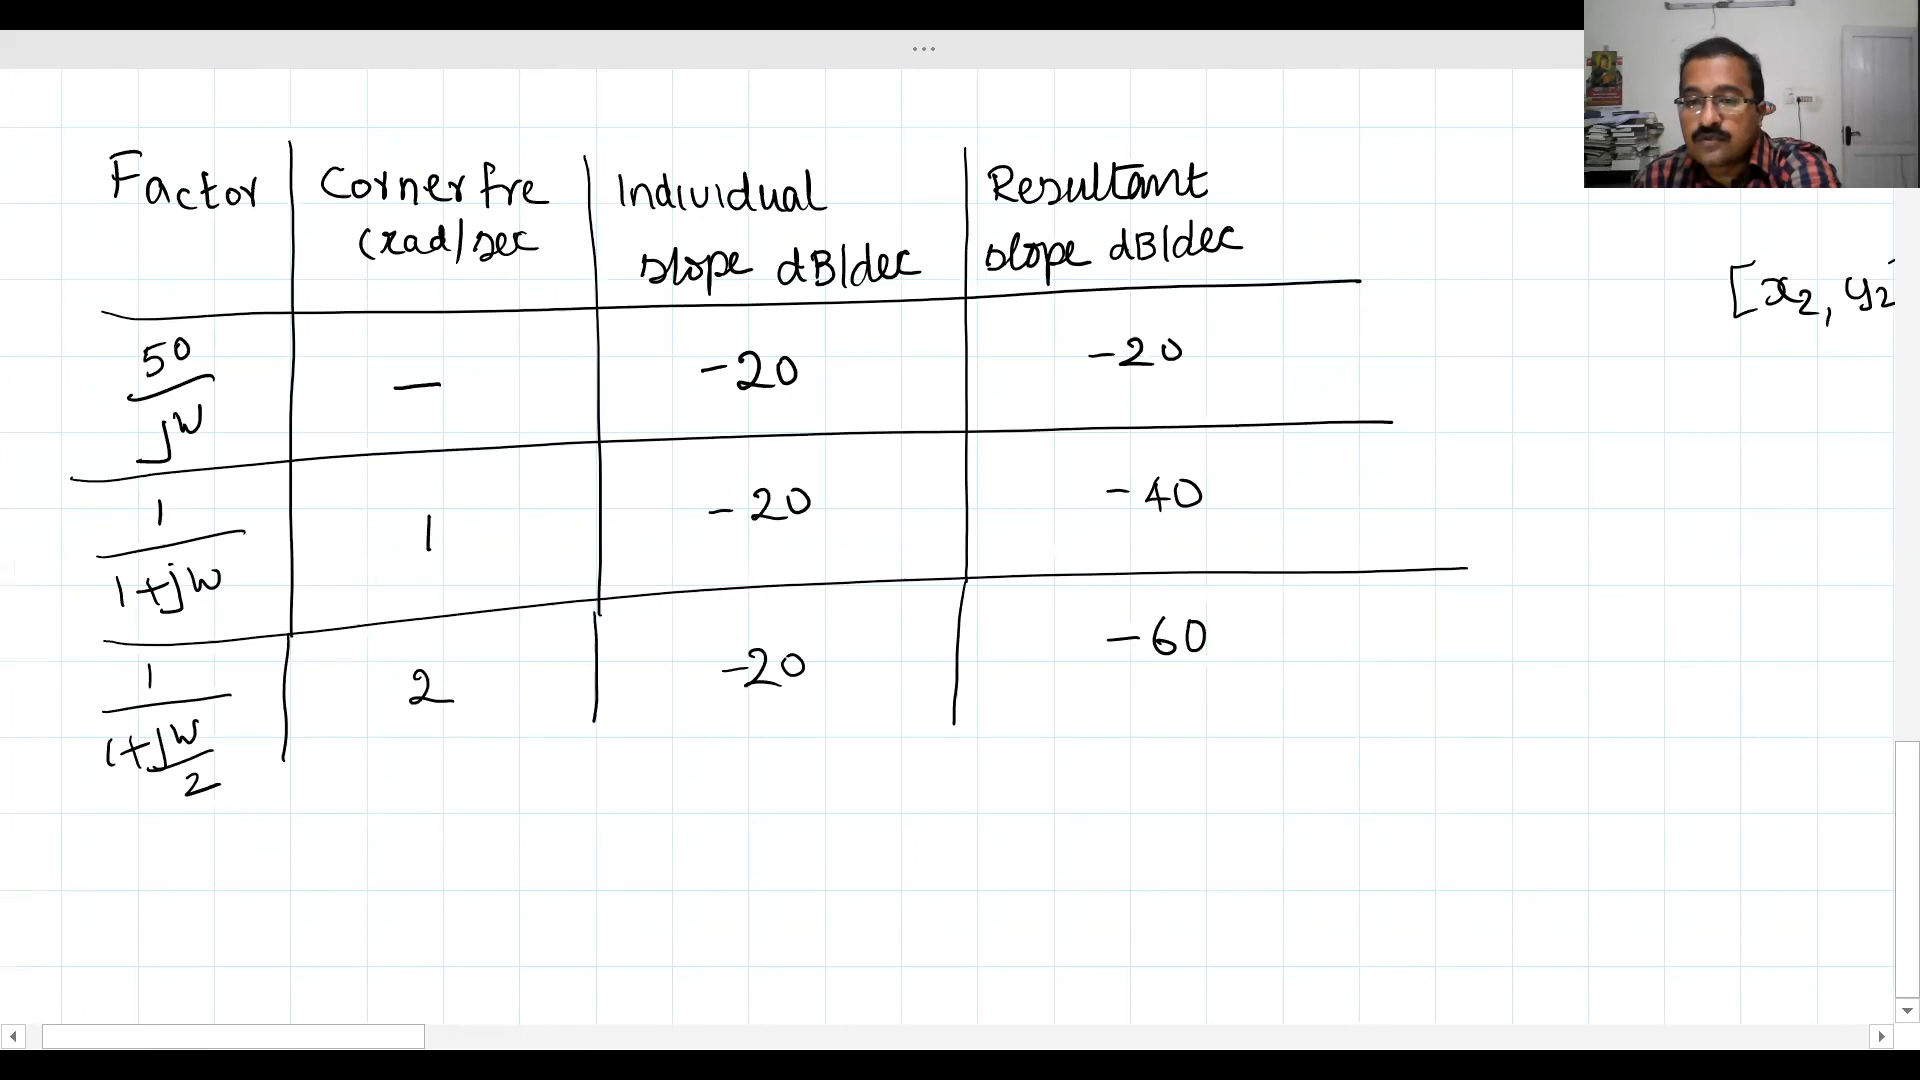 Factor
Corner fre
(rad/sec
Individual
slope dB/dec
Resultant
slope dB/dec
[x2, y2
50
jw
—
-20
-20
1
1+jw
1
-20
-40
1
1+jw
2
2
-20
-60